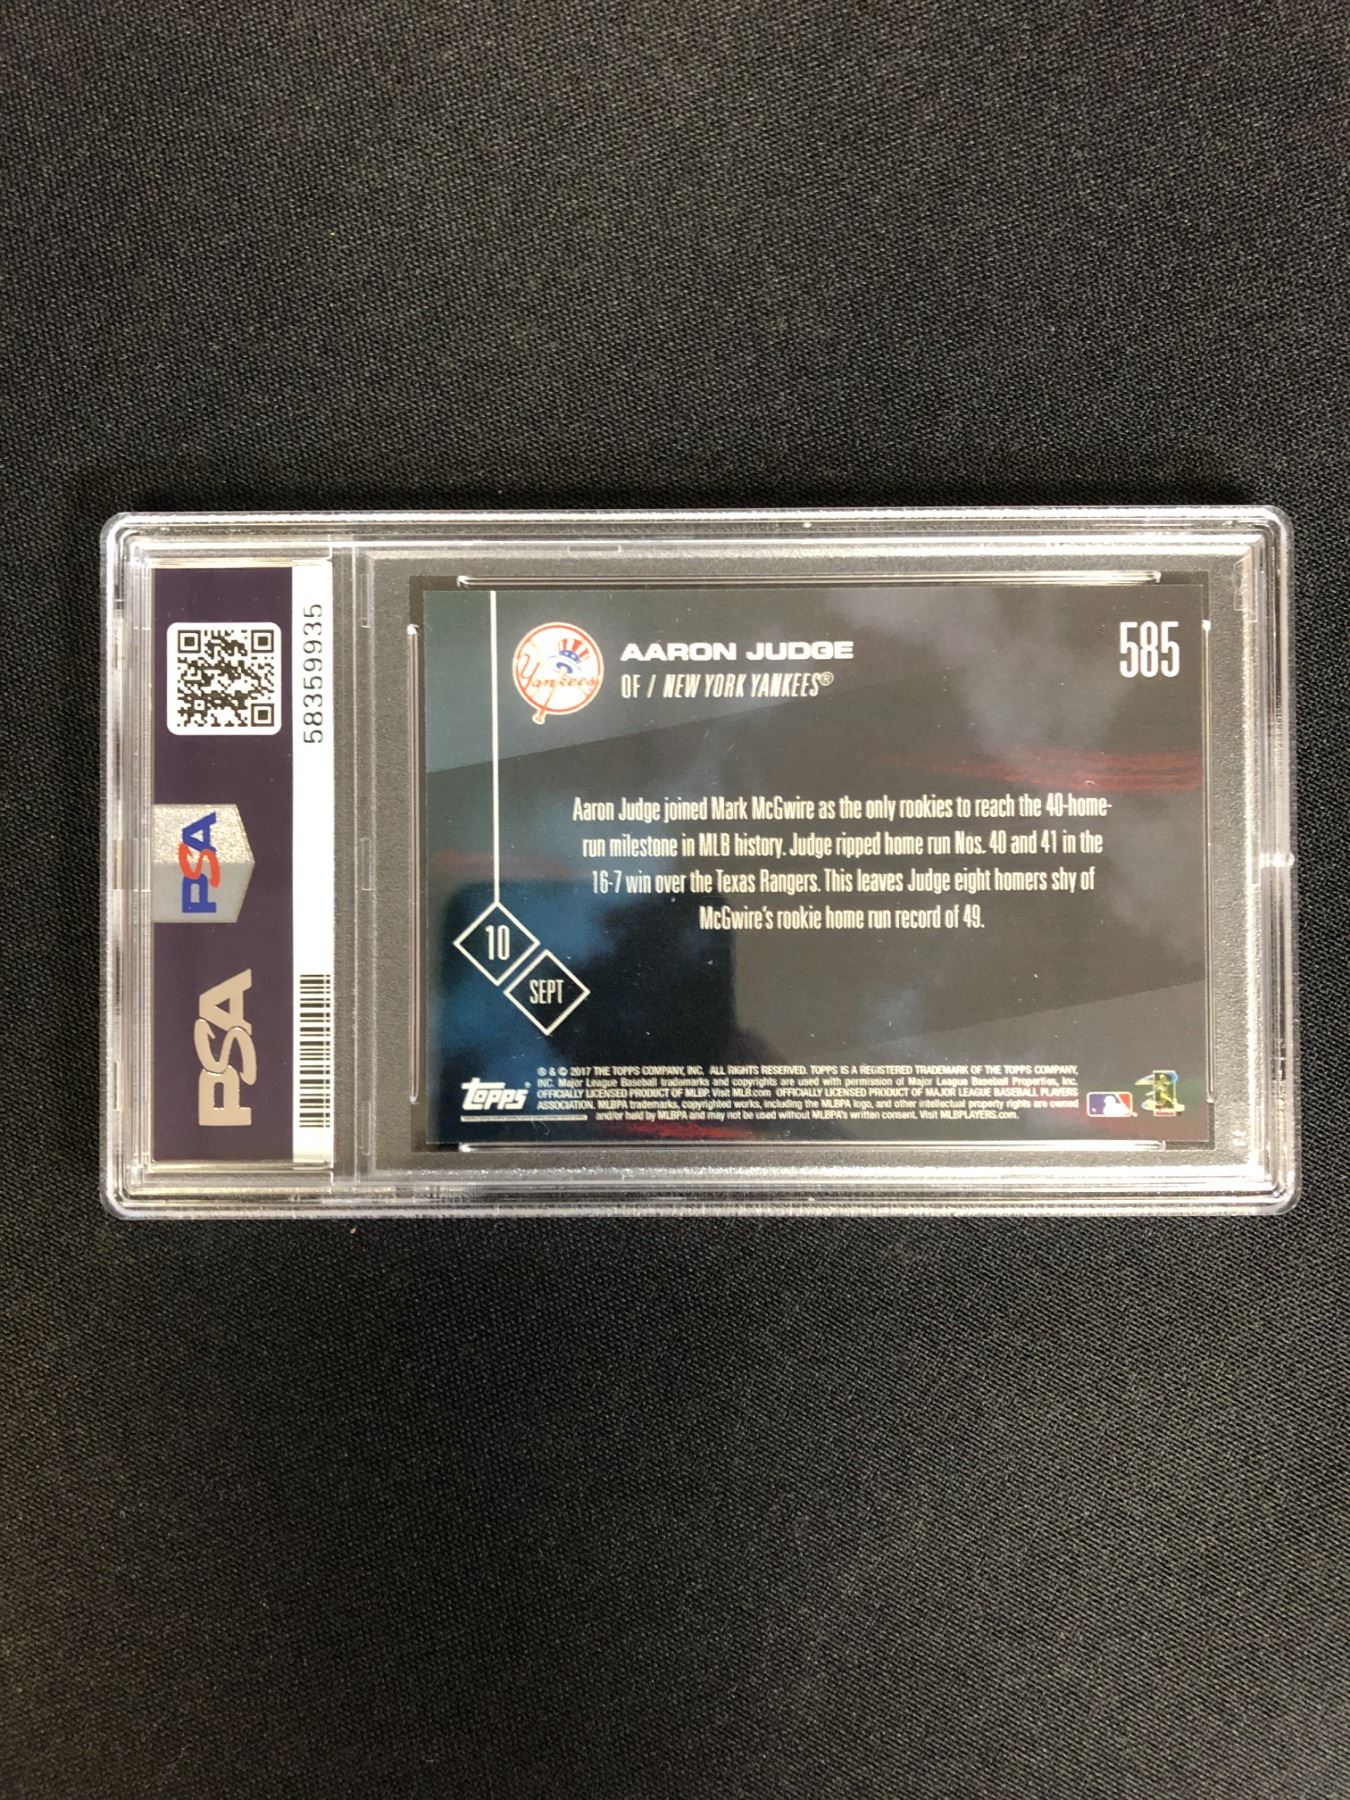 58359935
PSA
PSA
Yankees
AARON JUDGE
OF / NEW YORK YANKEES®
585
Aaron Judge joined Mark McGwire as the only rookies to reach the 40-home-
run milestone in MLB history. Judge ripped home run Nos. 40 and 41 in the
16-7 win over the Texas Rangers. This leaves Judge eight homers shy of
McGwire's rookie home run record of 49.
10
SEPT
Topps®
® & © 2017 THE TOPPS COMPANY, INC. ALL RIGHTS RESERVED. TOPPS IS A REGISTERED TRADEMARK OF THE TOPPS COMPANY,
INC. Major League Baseball trademarks and copyrights are used with permission of Major League Baseball Properties, Inc.
OFFICIALLY LICENSED PRODUCT OF MLBP. Visit MLB.com OFFICIALLY LICENSED PRODUCT OF MAJOR LEAGUE BASEBALL PLAYERS
ASSOCIATION. MLBPA trademarks, copyrighted works, including the MLBPA logo, and other intellectual property rights are owned
and/or held by MLBPA and may not be used without MLBPA's written consent. Visit MLBPLAYERS.com.